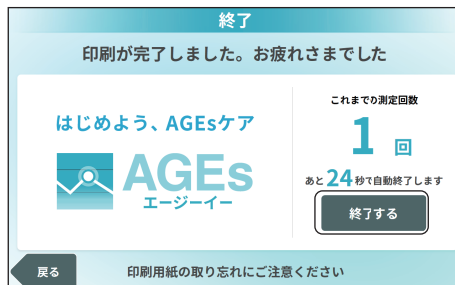 終了
印刷が完了しました。お疲れさまでした
はじめよう、AGEsケア
AGEs
エージーイー
これまでの測定回数
1 回
あと24秒で自動終了します
終了する
戻る
印刷用紙の取り忘れにご注意ください